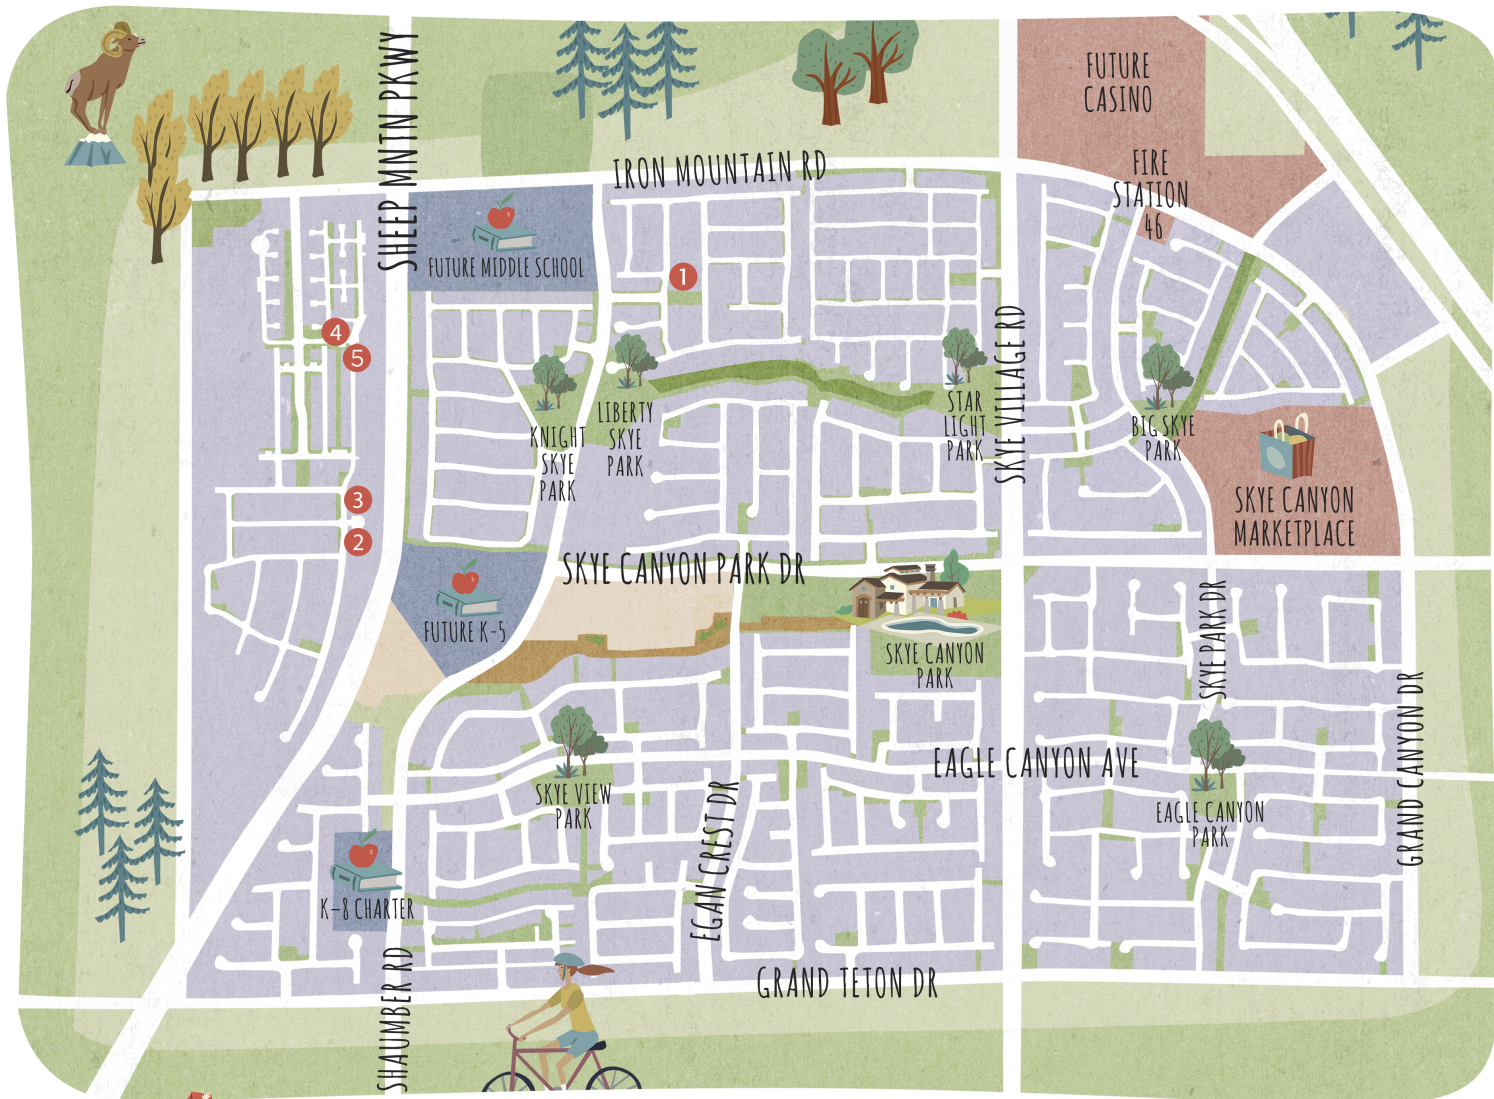 SHEEP MNTN PKWY
IRON MOUNTAIN RD
FUTURE
CASINO
FIRE
STATION
46
FUTURE MIDDLE SCHOOL
1
4
5
LIBERTY
SKYE
PARK
KNIGHT
SKYE
PARK
STAR
LIGHT
PARK
SKYE VILLAGE RD
BIG SKYE
PARK
SKYE CANYON
MARKETPLACE
3
2
SKYE CANYON PARK DR
FUTURE K-5
SKYE CANYON
PARK
SKYE PARK DR
GRAND CANYON DR
EAGLE CANYON AVE
SKYE VIEW
PARK
EGAN CREST DR
EAGLE CANYON
PARK
K-8 CHARTER
SHAUMBER RD
GRAND TETON DR